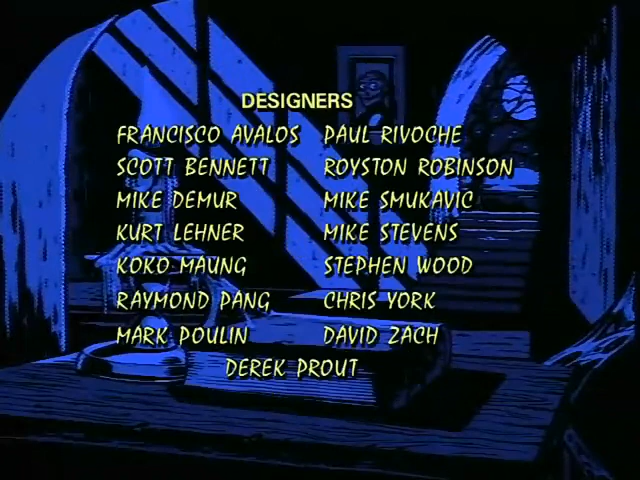 DESIGNERS
FRANCISCO AVALOS PAUL RIVOCHE
SCOTT BENNETT ROYSTON ROBINSON
MIKE DEMUR MIKE SMUKAVIC
KURT LEHNER MIKE STEVENS
KOKO MAUNG STEPHEN WOOD
RAYMOND PANG CHRIS YORK
MARK POULIN DAVID ZACH
DEREK PROUT